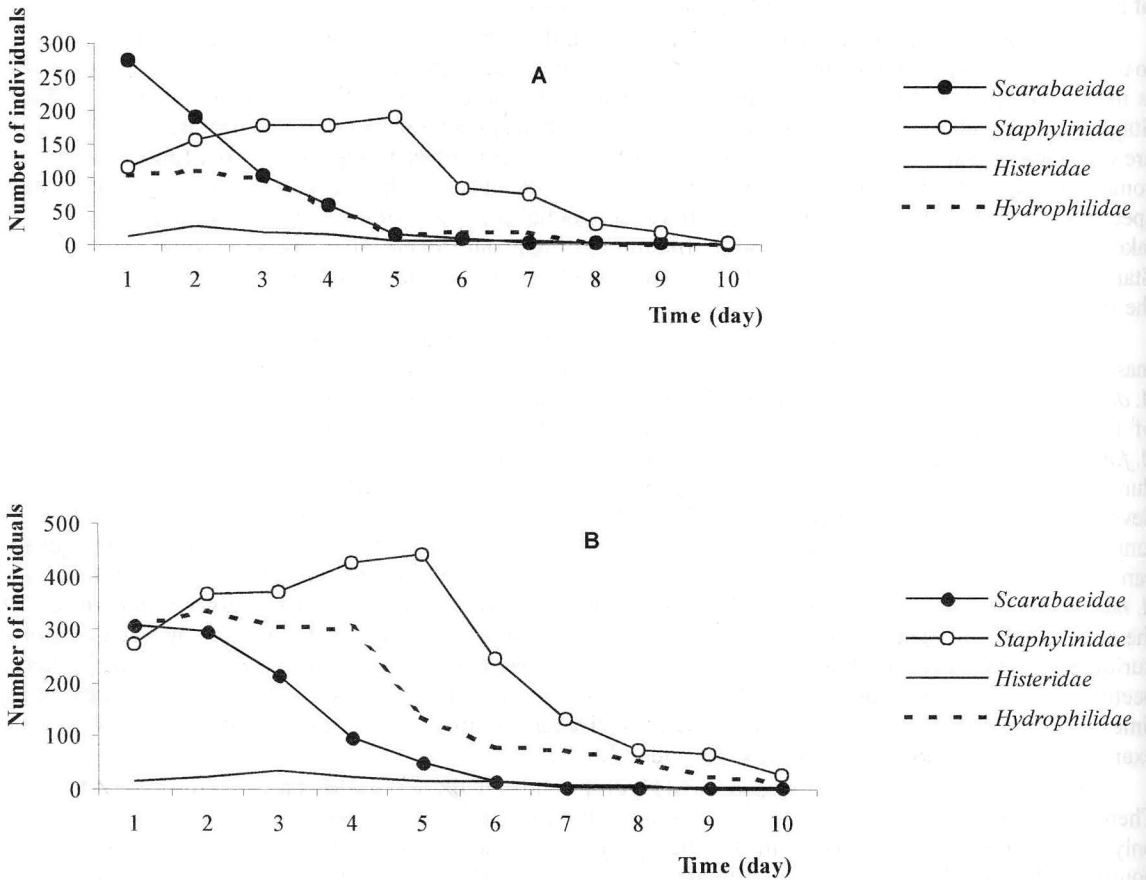 Number of individuals
300
250
200
150
100
50
0
A
1 2 3 4 5 6 7 8 9 10
Time (day)
Scarabaeidae
Staphylinidae
Histeridae
Hydrophilidae
Number of individuals
500
400
300
200
100
0
B
1 2 3 4 5 6 7 8 9 10
Time (day)
Scarabaeidae
Staphylinidae
Histeridae
Hydrophilidae